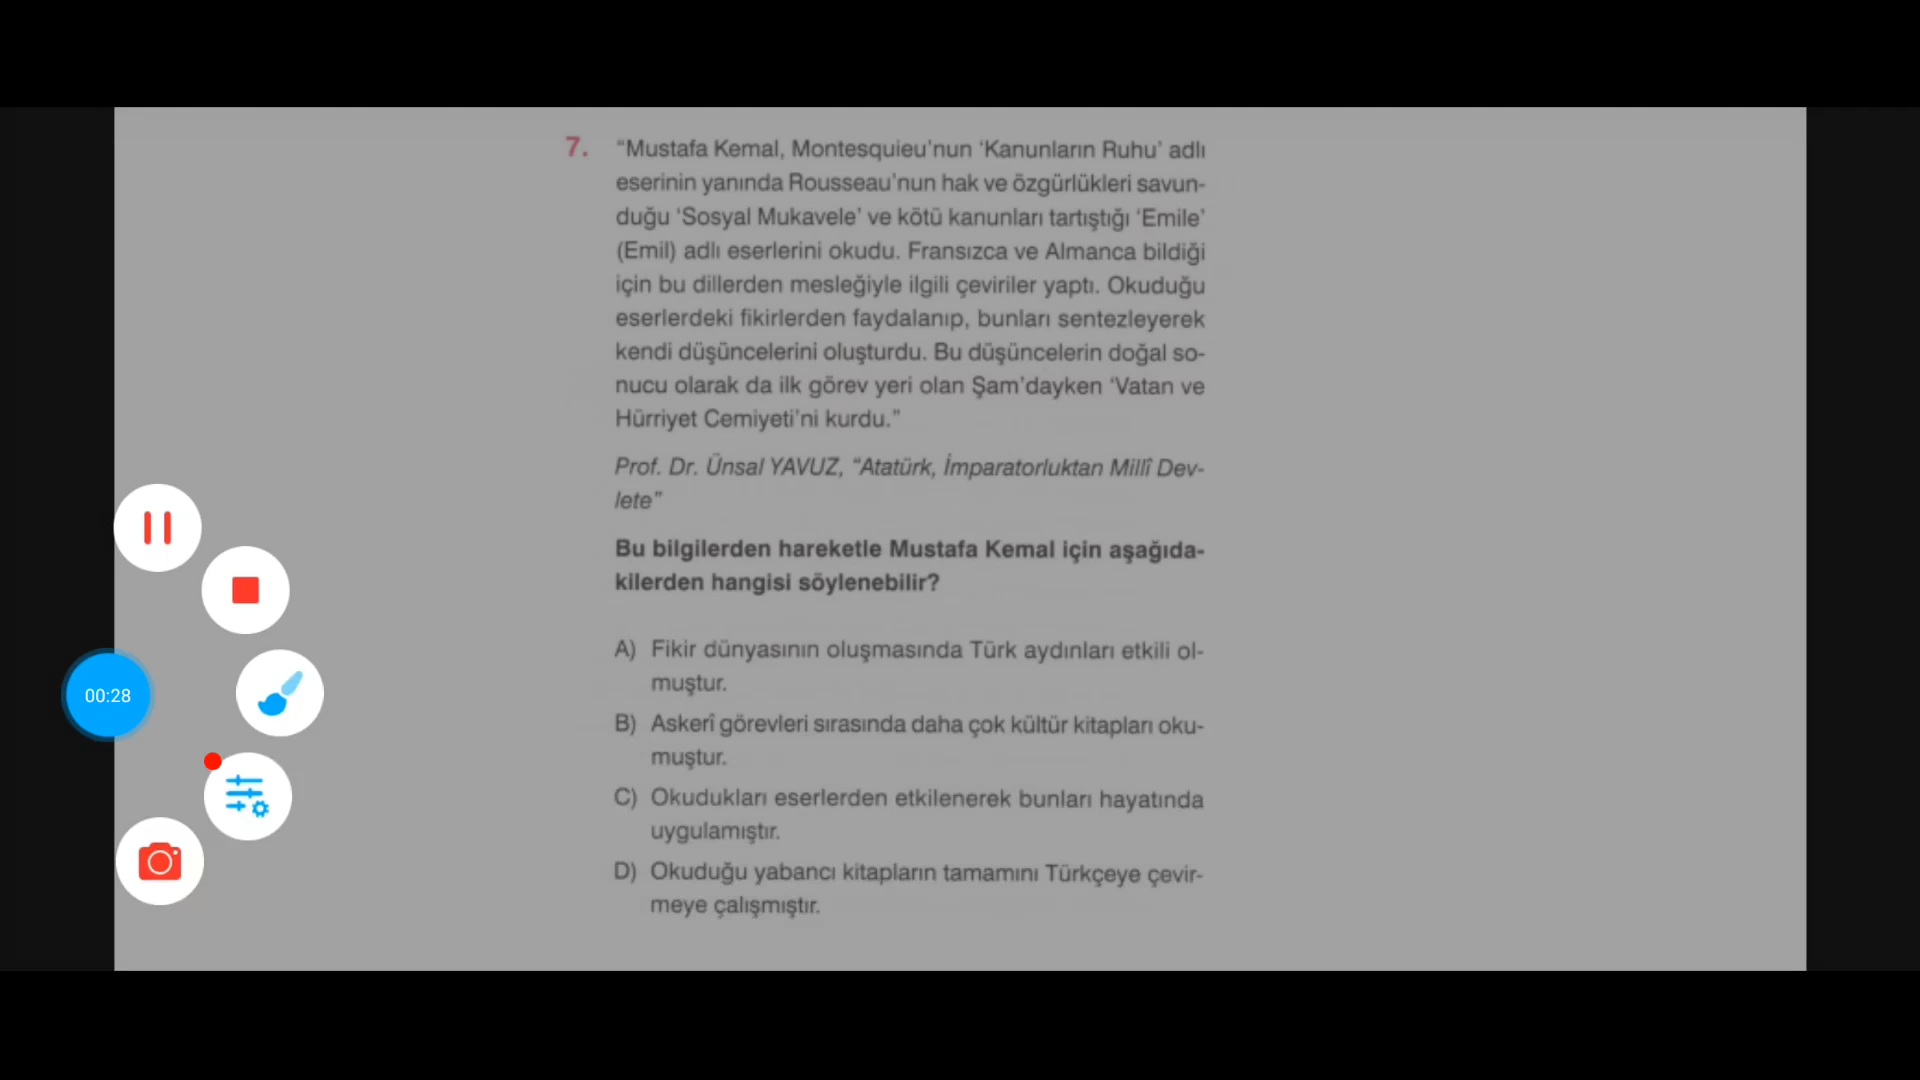 7. “Mustafa Kemal, Montesquieu’nun ‘Kanunların Ruhu’ adlı
eserinin yanında Rousseau’nun hak ve özgürlükleri savun-
duğu ‘Sosyal Mukavele’ ve kötü kanunları tartıştığı ‘Emile’
(Emil) adlı eserlerini okudu. Fransızca ve Almanca bildiği
için bu dillerden mesleğiyle ilgili çeviriler yaptı. Okuduğu
eserlerdeki fikirlerden faydalanıp, bunları sentezleyerek
kendi düşüncelerini oluşturdu. Bu düşüncelerin doğal so-
nucu olarak da ilk görev yeri olan Şam’dayken ‘Vatan ve
Hürriyet Cemiyeti’ni kurdu.”
Prof. Dr. Ünsal YAVUZ, “Atatürk, İmparatorluktan Millî Dev-
lete”
Bu bilgilerden hareketle Mustafa Kemal için aşağıda-
kilerden hangisi söylenebilir?
A) Fikir dünyasının oluşmasında Türk aydınları etkili ol-
muştur.
B) Askerî görevleri sırasında daha çok kültür kitapları oku-
muştur.
C) Okudukları eserlerden etkilenerek bunları hayatında
uygulamıştır.
D) Okuduğu yabancı kitapların tamamını Türkçeye çevir-
meye çalışmıştır.
00:28